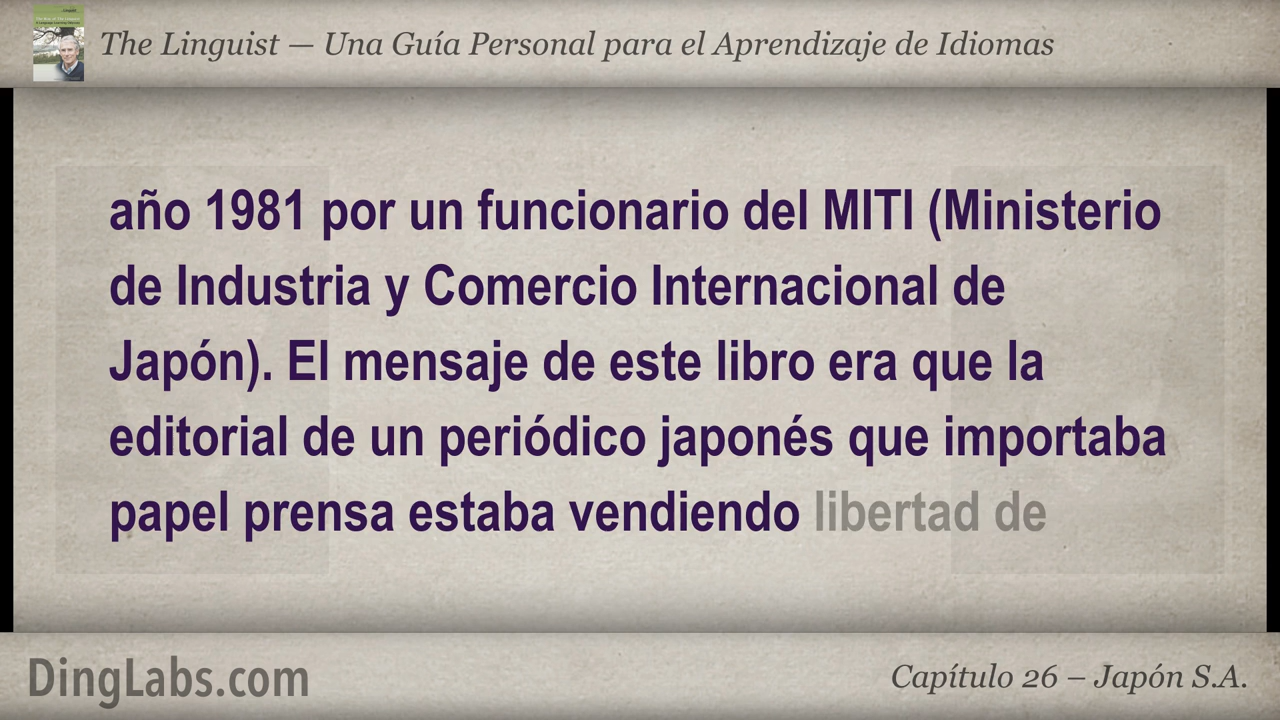 The Linguist — Una Guía Personal para el Aprendizaje de Idiomas
año 1981 por un funcionario del MITI (Ministerio
de Industria y Comercio Internacional de
Japón). El mensaje de este libro era que la
editorial de un periódico japonés que importaba
papel prensa estaba vendiendo libertad de
DingLabs.com
Capítulo 26 – Japón S.A.